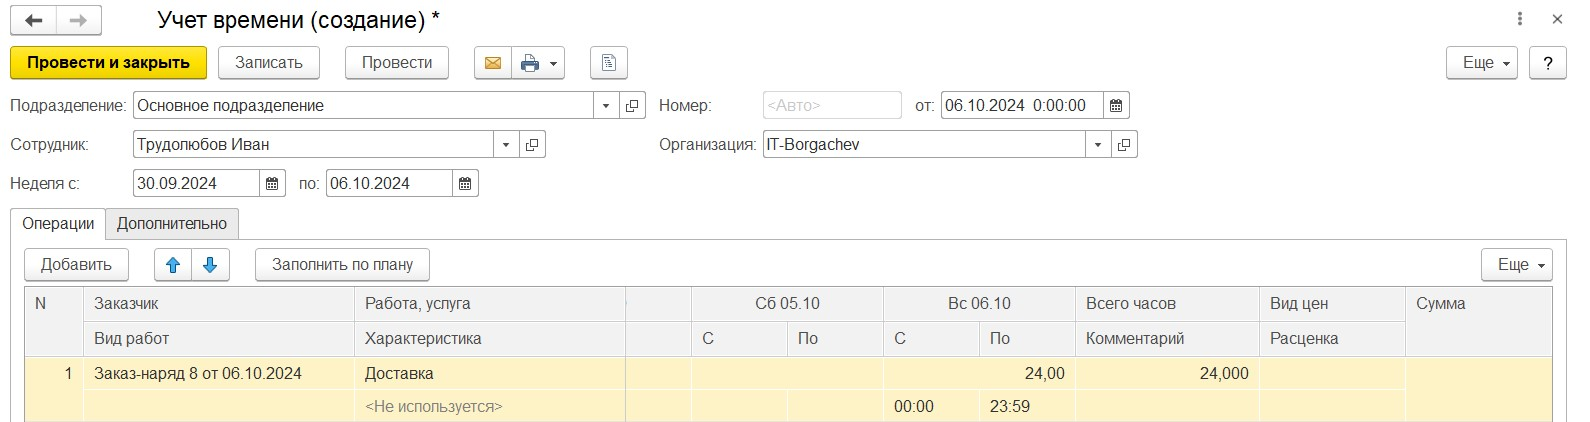 Учет времени (создание) *
Провести и закрыть Записать Провести Еще ?
Подразделение: Основное подразделение Номер: <Авто> от: 06.10.2024 0:00:00
Сотрудник: Трудолюбов Иван Организация: IT-Borgachev
Неделя с: 30.09.2024 по: 06.10.2024
Операции Дополнительно
Добавить Заполнить по плану Еще
N Заказчик Работа, услуга Сб 05.10 Вс 06.10 Всего часов Вид цен Сумма
Вид работ Характеристика С По С По Комментарий Расценка
1 Заказ-наряд 8 от 06.10.2024 Доставка 24,00 24,000
<Не используется> 00:00 23:59